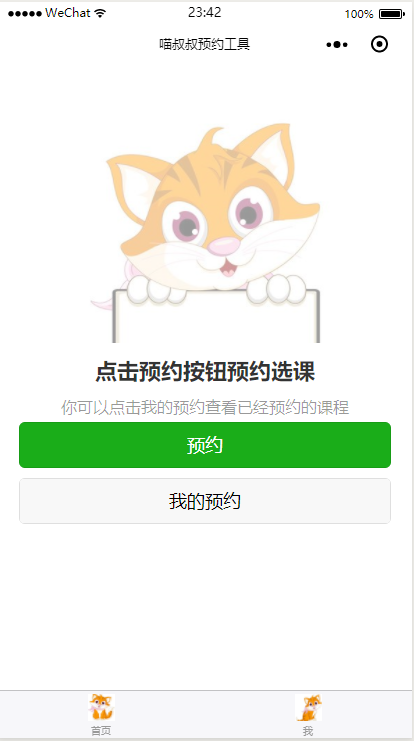 ●●●●● WeChat
23:42
100%
喵叔叔预约工具
点击预约按钮预约选课
你可以点击我的预约查看已经预约的课程
预约
我的预约
首页
我